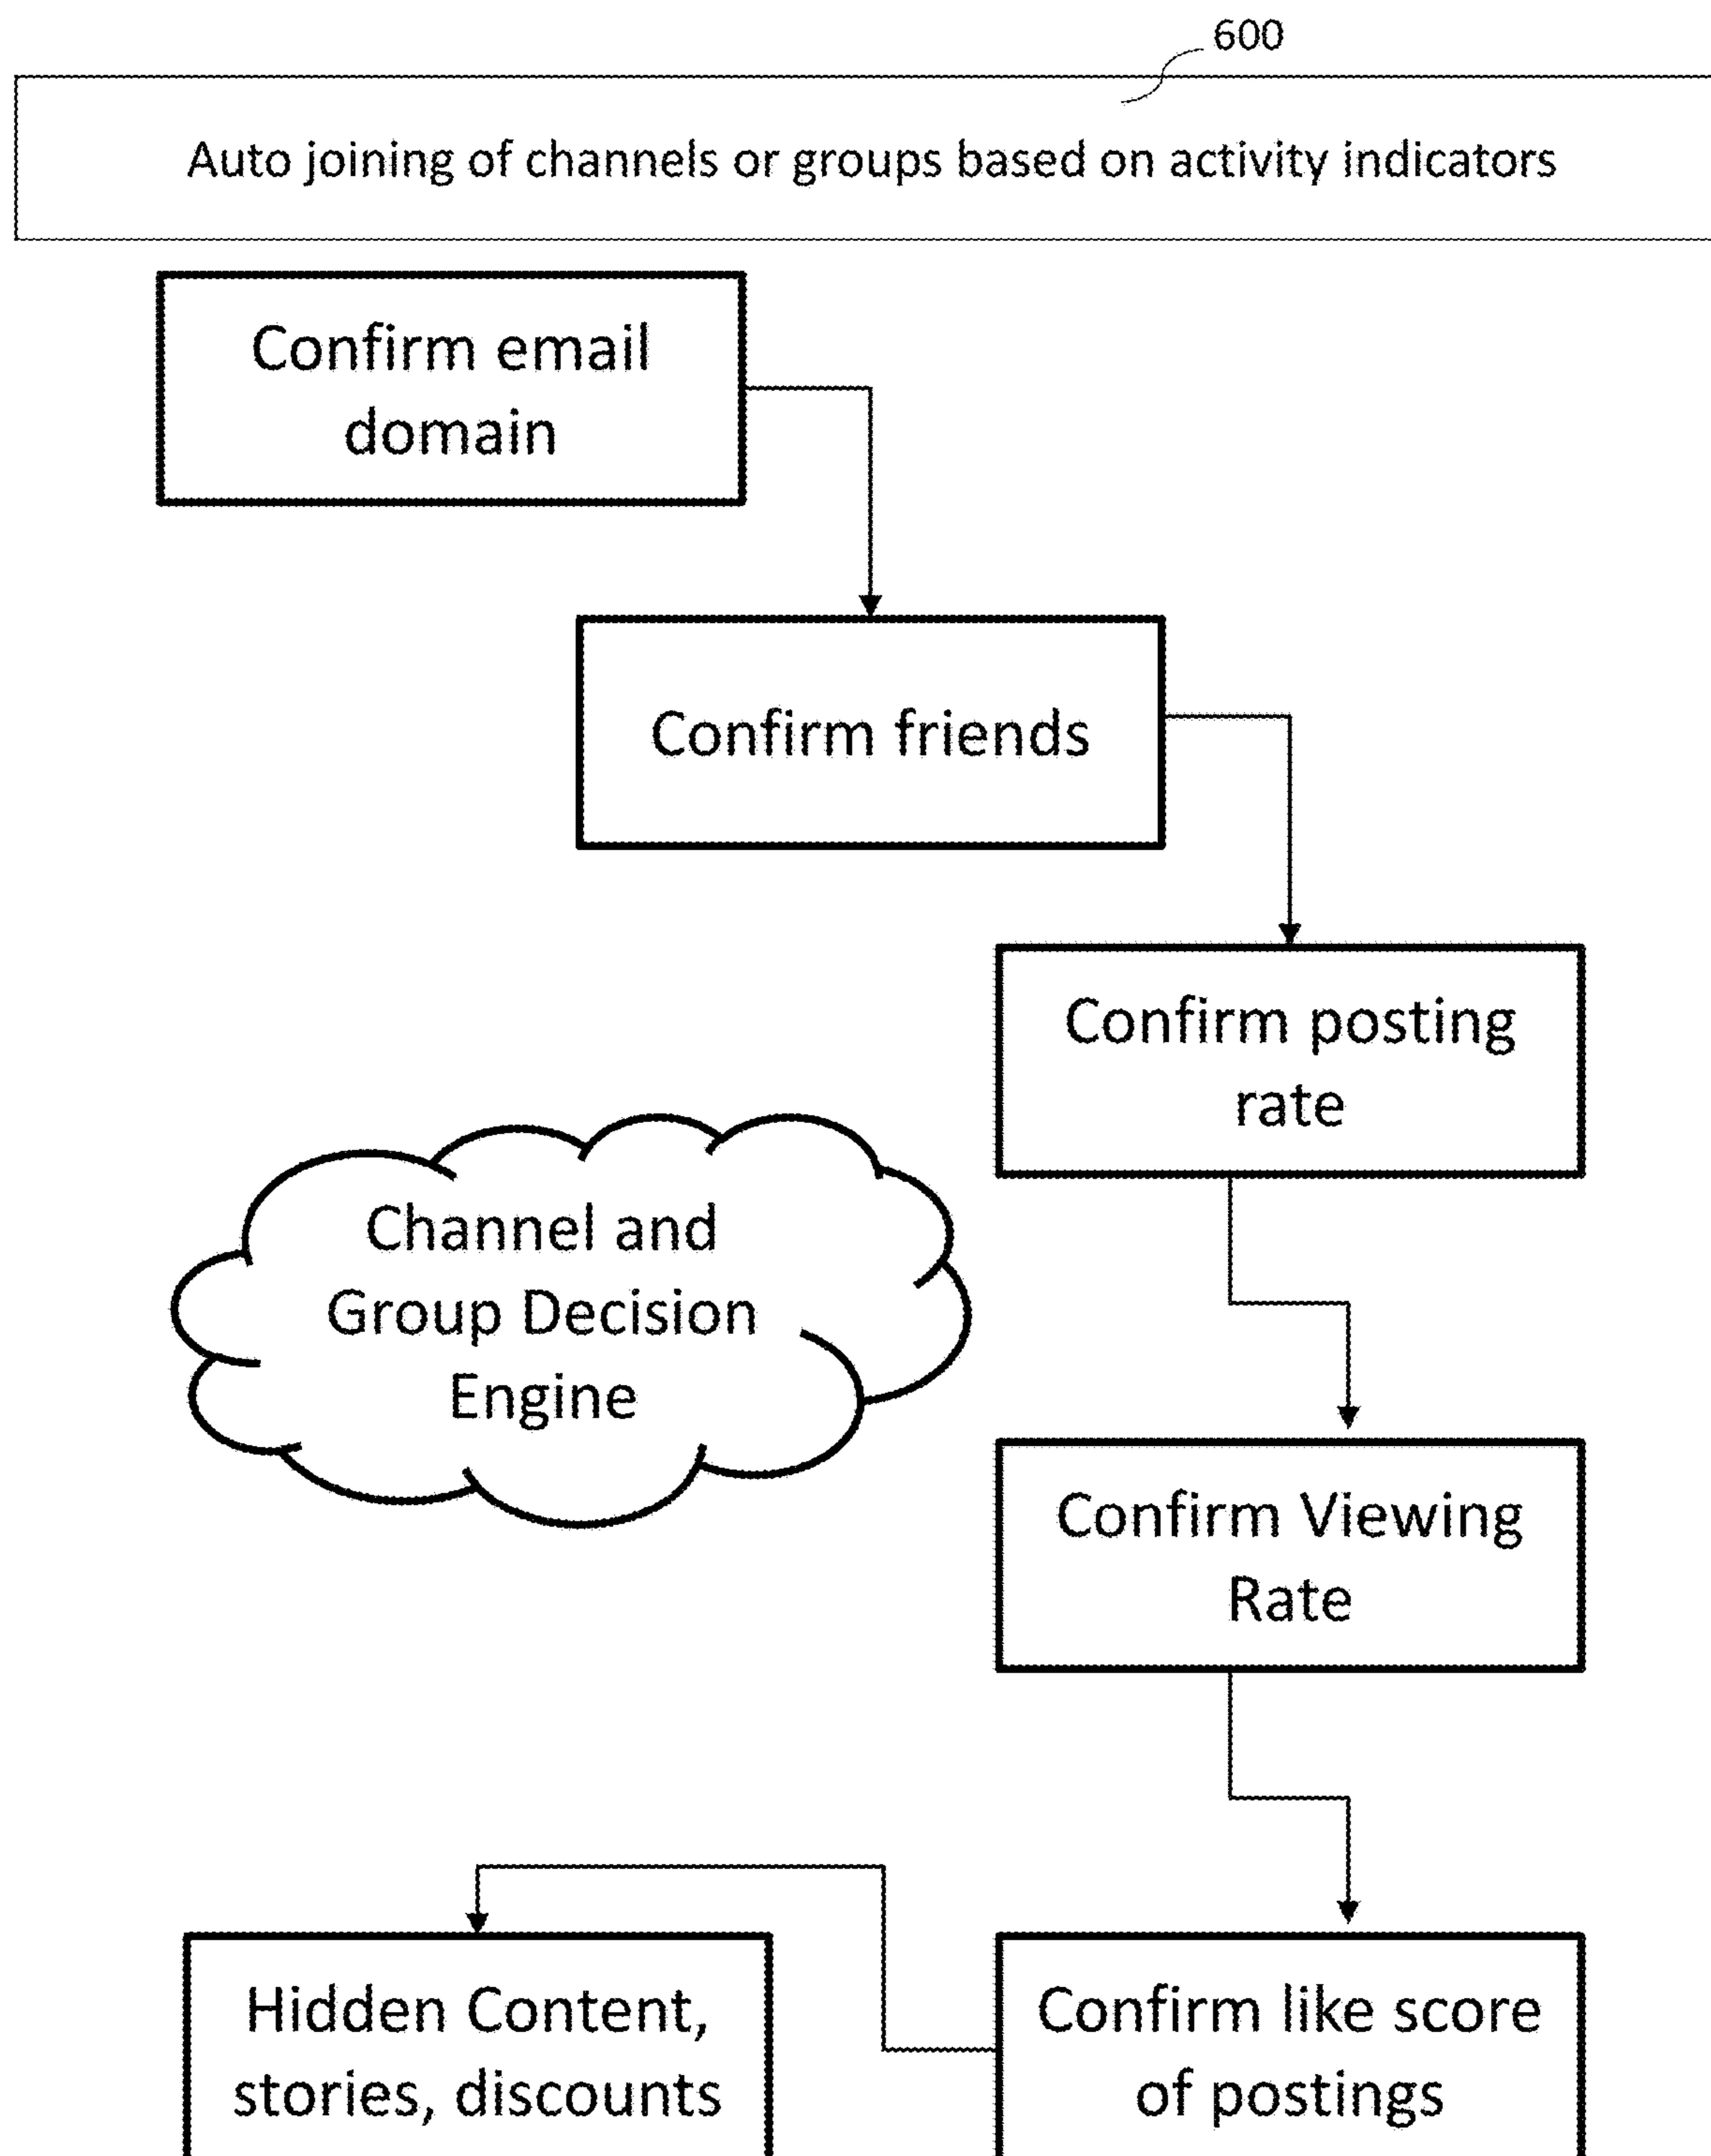 600
Auto joining of channels or groups based on activity indicators
Confirm email
domain
Confirm friends
Confirm posting
rate
Channel and
Group Decision
Engine
Confirm Viewing
Rate
Hidden Content,
stories, discounts
Confirm like score
of postings